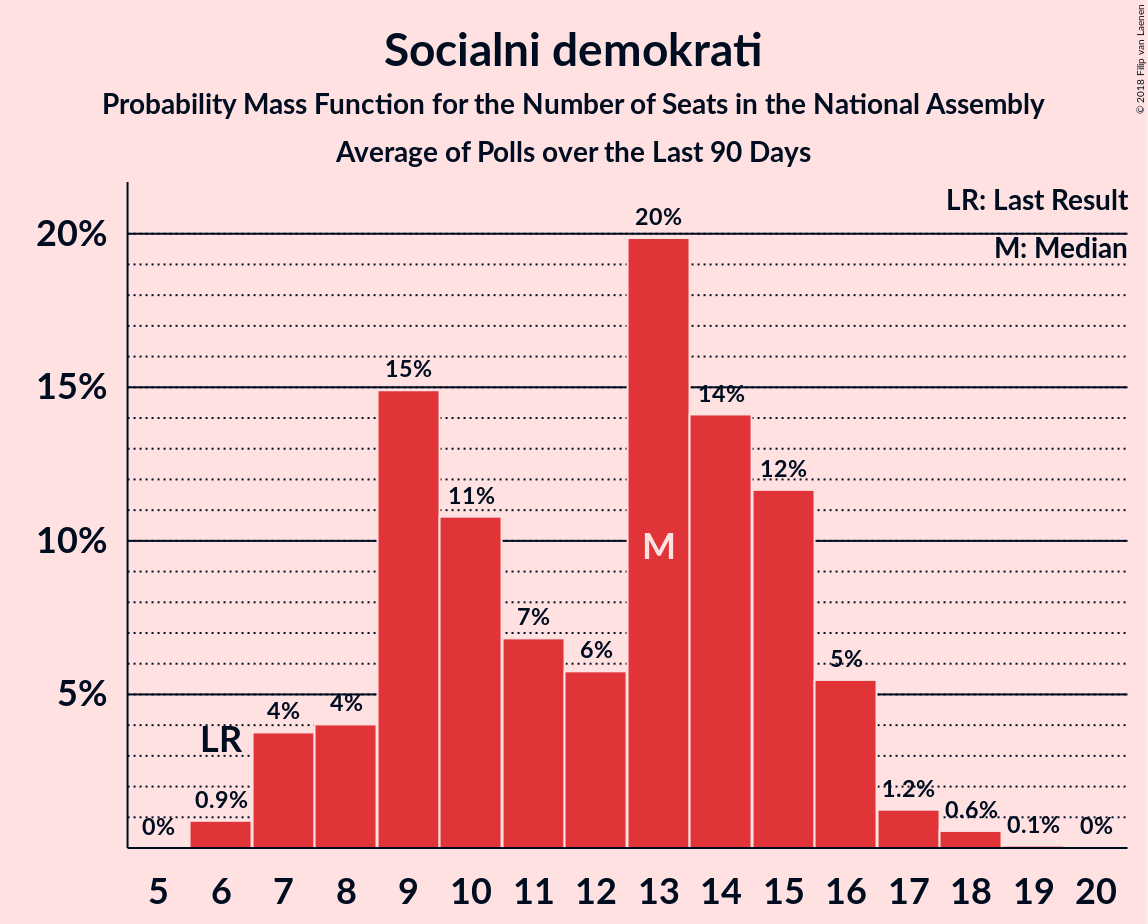 Socialni demokrati
Probability Mass Function for the Number of Seats in the National Assembly
Average of Polls over the Last 90 Days
© 2018 Filip van Laenen
LR: Last Result
M: Median
20%
15%
10%
5%
0%
0.9%
LR
4%
4%
15%
11%
7%
6%
20%
M
14%
12%
5%
1.2%
0.6%
0.1%
0%
5 6 7 8 9 10 11 12 13 14 15 16 17 18 19 20